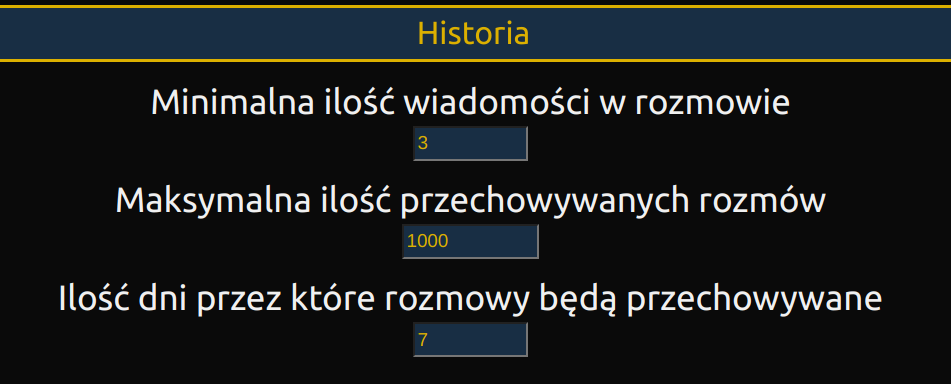 Historia
Minimalna ilość wiadomości w rozmowie
3
Maksymalna ilość przechowywanych rozmów
1000
Ilość dni przez które rozmowy będą przechowywane
7